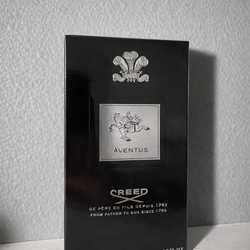 AVENTUS
CREED
DE PÈRE EN FILS DEPUIS 1760
FROM FATHER TO SON SINCE 1760